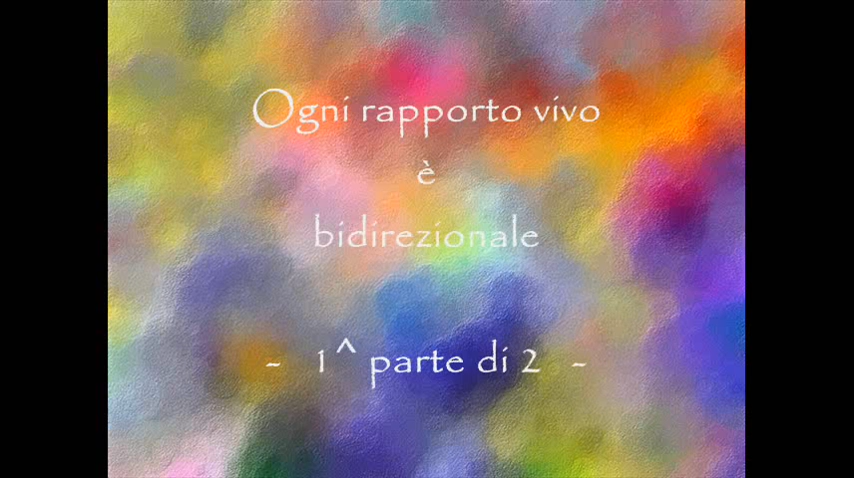 Ogni rapporto vivo
è
bidirezionale
- 1^ parte di 2 -